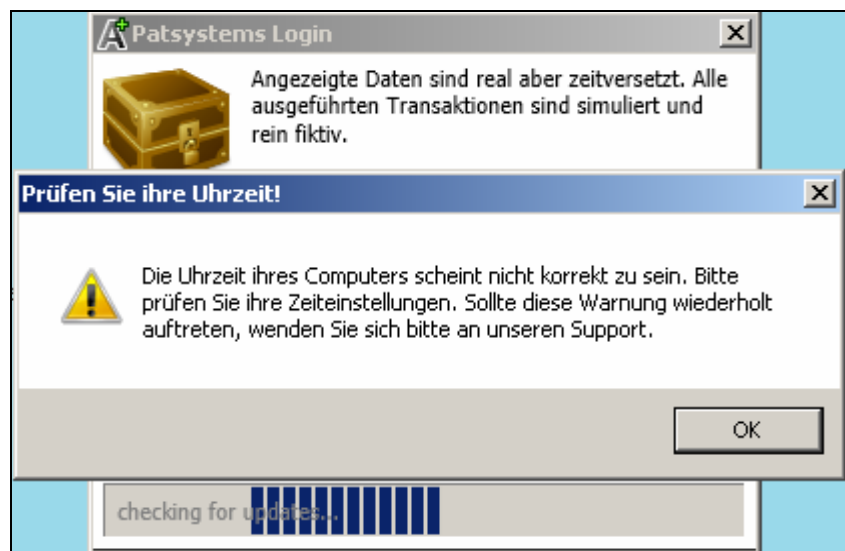 Patsystems Login
Angezeigte Daten sind real aber zeitversetzt. Alle
ausgeführten Transaktionen sind simuliert und
rein fiktiv.
Prüfen Sie ihre Uhrzeit!
Die Uhrzeit ihres Computers scheint nicht korrekt zu sein. Bitte
prüfen Sie ihre Zeiteinstellungen. Sollte diese Warnung wiederholt
auftreten, wenden Sie sich bitte an unseren Support.
OK
checking for updates...